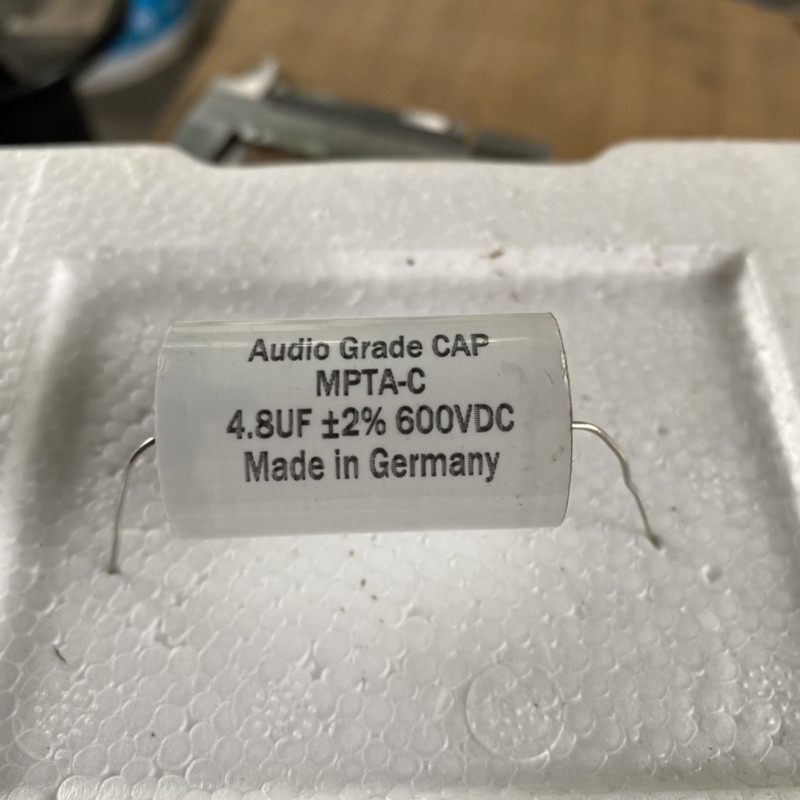 Audio Grade CAP
MPTA-C
4.8UF ±2% 600VDC
Made in Germany